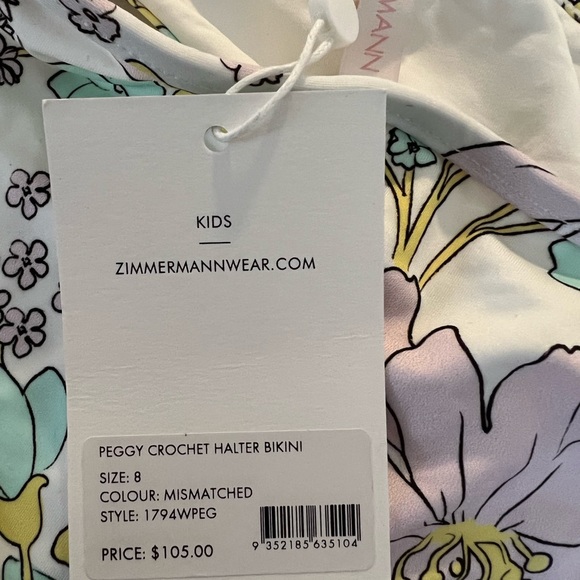 MANN
KIDS
ZIMMERMANNWEAR.COM
PEGGY CROCHET HALTER BIKINI
SIZE: 8
COLOUR: MISMATCHED
STYLE: 1794WPEG
PRICE: $105.00
9 352185 635104